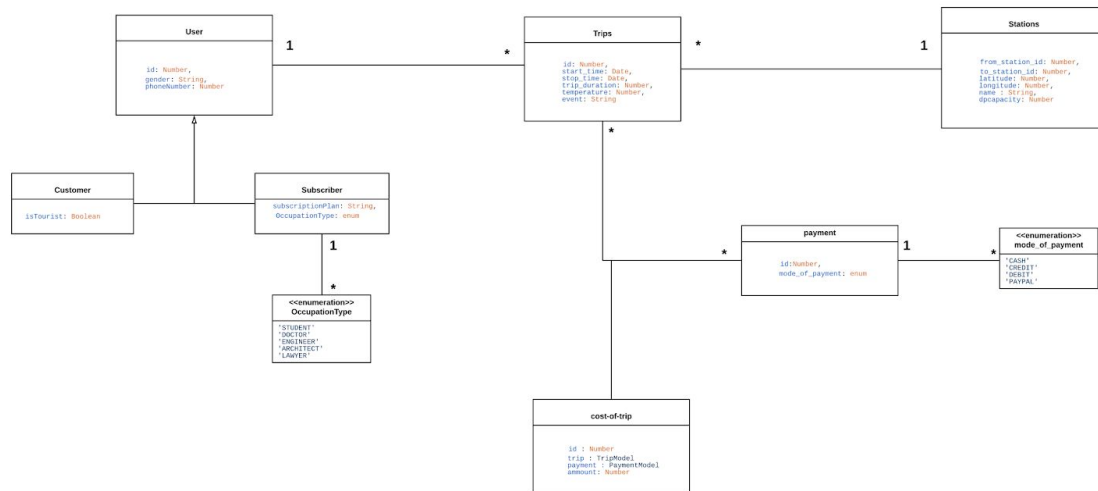 User
id: Number,
gender: String,
phoneNumber: Number
1
*
Trips
id: Number,
start_time: Date,
stop_time: Date,
trip_duration: Number,
temperature: Number,
event: String
*
1
Stations
from_station_id: Number,
to_station_id: Number,
latitude: Number,
longitude: Number,
name : String,
dpcapacity: Number
*
Customer
isTourist: Boolean
Subscriber
subscriptionPlan: String,
OccupationType: enum
1
*
<<enumeration>>
OccupationType
'STUDENT'
'DOCTOR'
'ENGINEER'
'ARCHITECT'
'LAWYER'
*
payment
id:Number,
mode_of_payment: enum
1
*
<<enumeration>>
mode_of_payment
'CASH'
'CREDIT'
'DEBIT'
'PAYPAL'
cost-of-trip
id : Number
trip : TripModel
payment : PaymentModel
ammount: Number